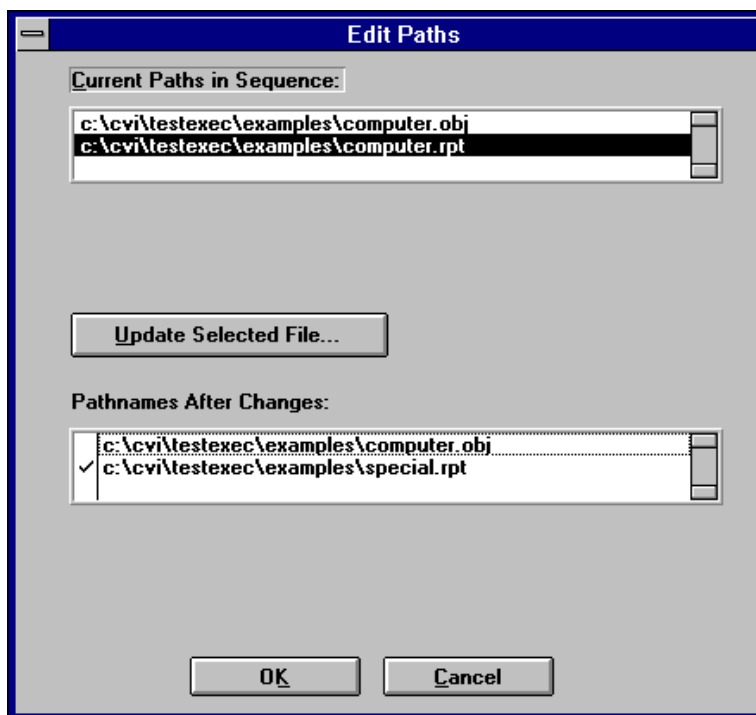 Edit Paths
Current Paths in Sequence:
c:\cvi\testexec\examples\computer.obj
c:\cvi\testexec\examples\computer.rpt
Update Selected File...
Pathnames After Changes:
c:\cvi\testexec\examples\computer.obj
✓ c:\cvi\testexec\examples\special.rpt
OK Cancel